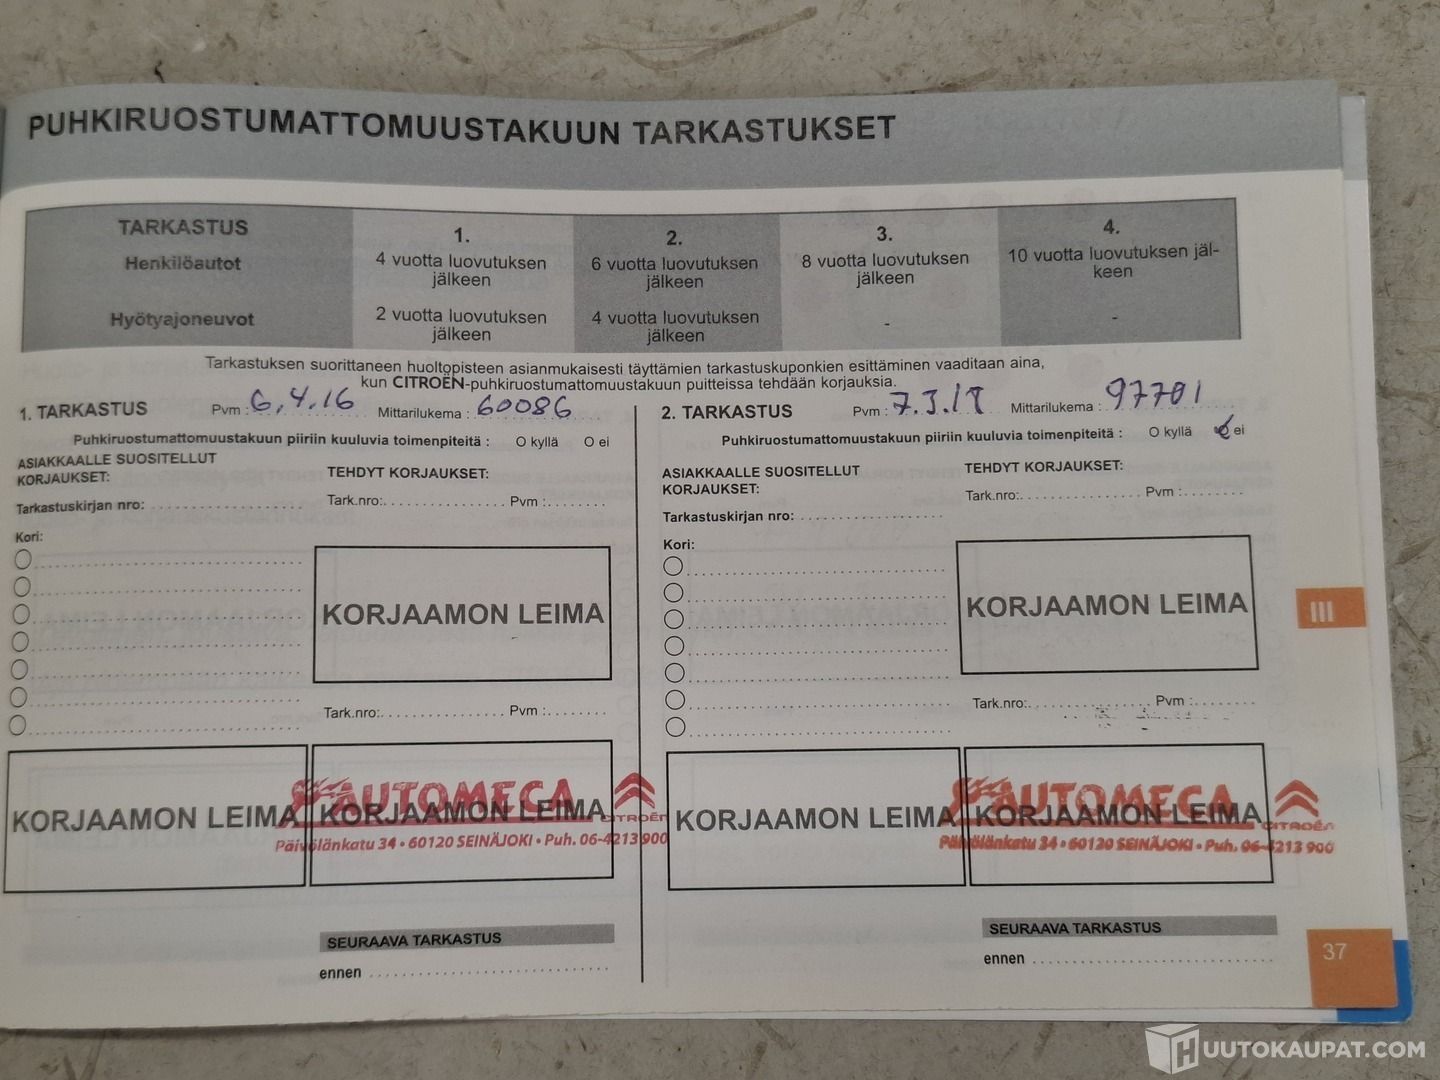 PUHKIRUOSTUMATTOMUUSTAKUUN TARKASTUKSET
TARKASTUS 1. 2. 3. 4.
Henkilöautot 4 vuotta luovutuksen jälkeen 6 vuotta luovutuksen jälkeen 8 vuotta luovutuksen jälkeen 10 vuotta luovutuksen jäl-keen
Hyötyajoneuvot 2 vuotta luovutuksen jälkeen 4 vuotta luovutuksen jälkeen - -
Tarkastuksen suorittaneen huoltopisteen asianmukaisesti täyttämien tarkastuskuponkien esittäminen vaaditaan aina,
kun CITROËN-puhkiruostumattomuustakuun puitteissa tehdään korjauksia.
1. TARKASTUS Pvm : 6.4.16 Mittarilukema : 60086
Puhkiruostumattomuustakuun piiriin kuuluvia toimenpiteitä : O kyllä O ei
ASIAKKAALLE SUOSITELLUT
KORJAUKSET:
TEHDYT KORJAUKSET:
Tarkastuskirjan nro:
Tark.nro: Pvm :
Kori:
KORJAAMON LEIMA
Tark.nro: Pvm :
KORJAAMON LEIMA KORJAAMON LEIMA
AUTOMECA CITROËN
Päivölänkatu 34 • 60120 SEINÄJOKI • Puh. 06-4213 900
SEURAAVA TARKASTUS
ennen
2. TARKASTUS Pvm : 7.3.18 Mittarilukema : 97701
Puhkiruostumattomuustakuun piiriin kuuluvia toimenpiteitä : O kyllä O ei
ASIAKKAALLE SUOSITELLUT
KORJAUKSET:
TEHDYT KORJAUKSET:
Tark.nro: Pvm :
Tarkastuskirjan nro:
Kori:
KORJAAMON LEIMA
Tark.nro: Pvm :
KORJAAMON LEIMA KORJAAMON LEIMA
AUTOMECA CITROËN
Päivölänkatu 34 • 60120 SEINÄJOKI • Puh. 06-4213 900
SEURAAVA TARKASTUS
ennen
III
37
HUUTOKAUPAT.COM